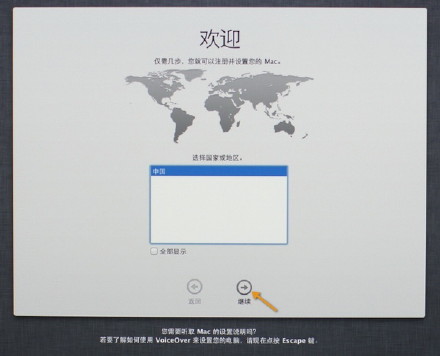 欢迎
仅需几步，您就可以注册并设置您的 Mac。
选择国家或地区。
中国
全部显示
返回
继续
您需要听取 Mac 的设置说明吗？
若要了解如何使用 VoiceOver 来设置您的电脑，请现在点按 Escape 键。